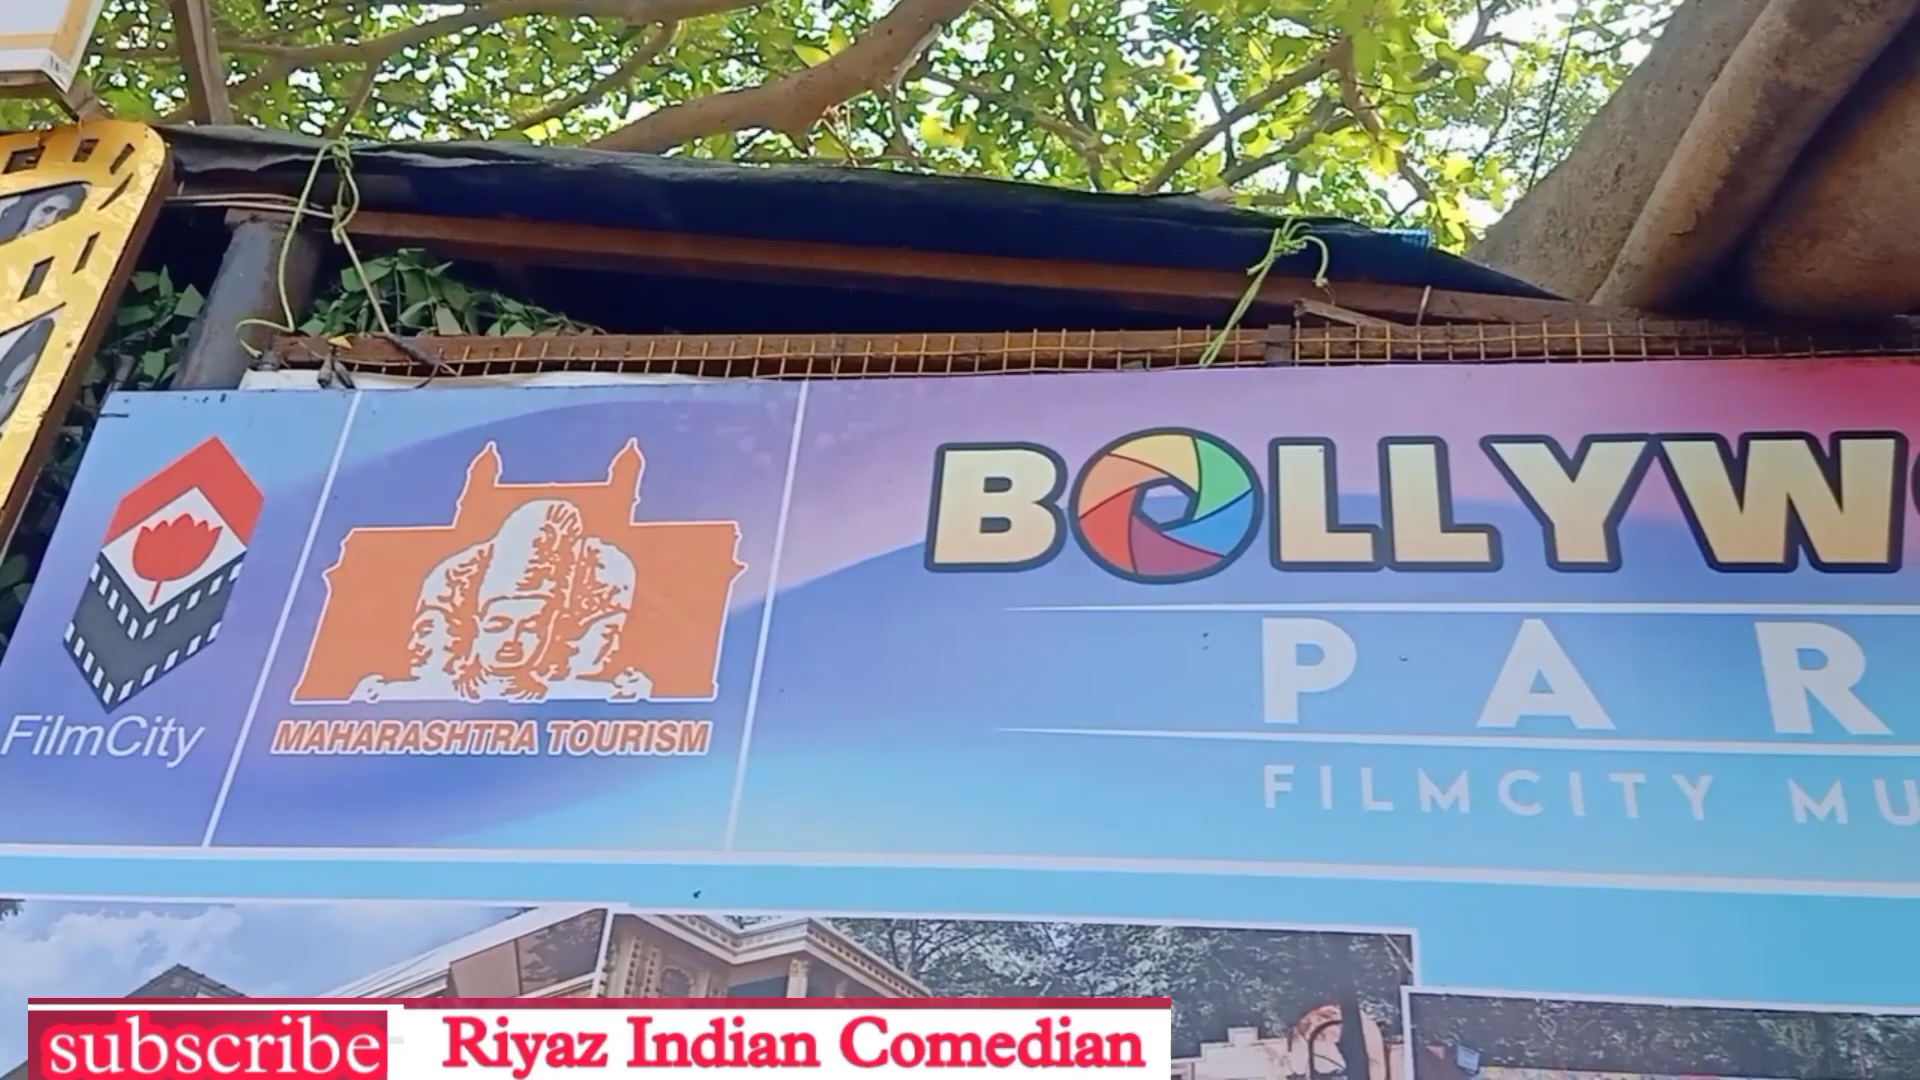 FilmCity
MAHARASHTRA TOURISM
BOLLYW
PAR
FILMCITY MU
subscribe
Riyaz Indian Comedian